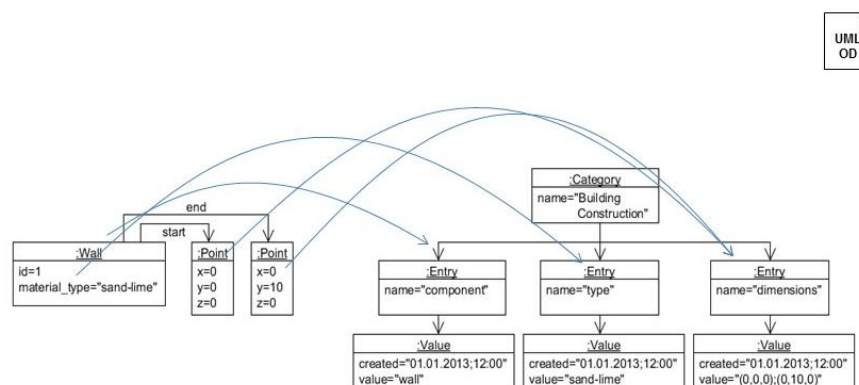 UML
OD
:Category
name="Building
Construction"
end
start
:Wall
id=1
material_type="sand-lime"
:Point
x=0
y=0
z=0
:Point
x=0
y=10
z=0
:Entry
name="component"
:Entry
name="type"
:Entry
name="dimensions"
:Value
created="01.01.2013;12:00"
value="wall"
:Value
created="01.01.2013;12:00"
value="sand-lime"
:Value
created="01.01.2013;12:00"
value="(0,0,0);(0,10,0)"